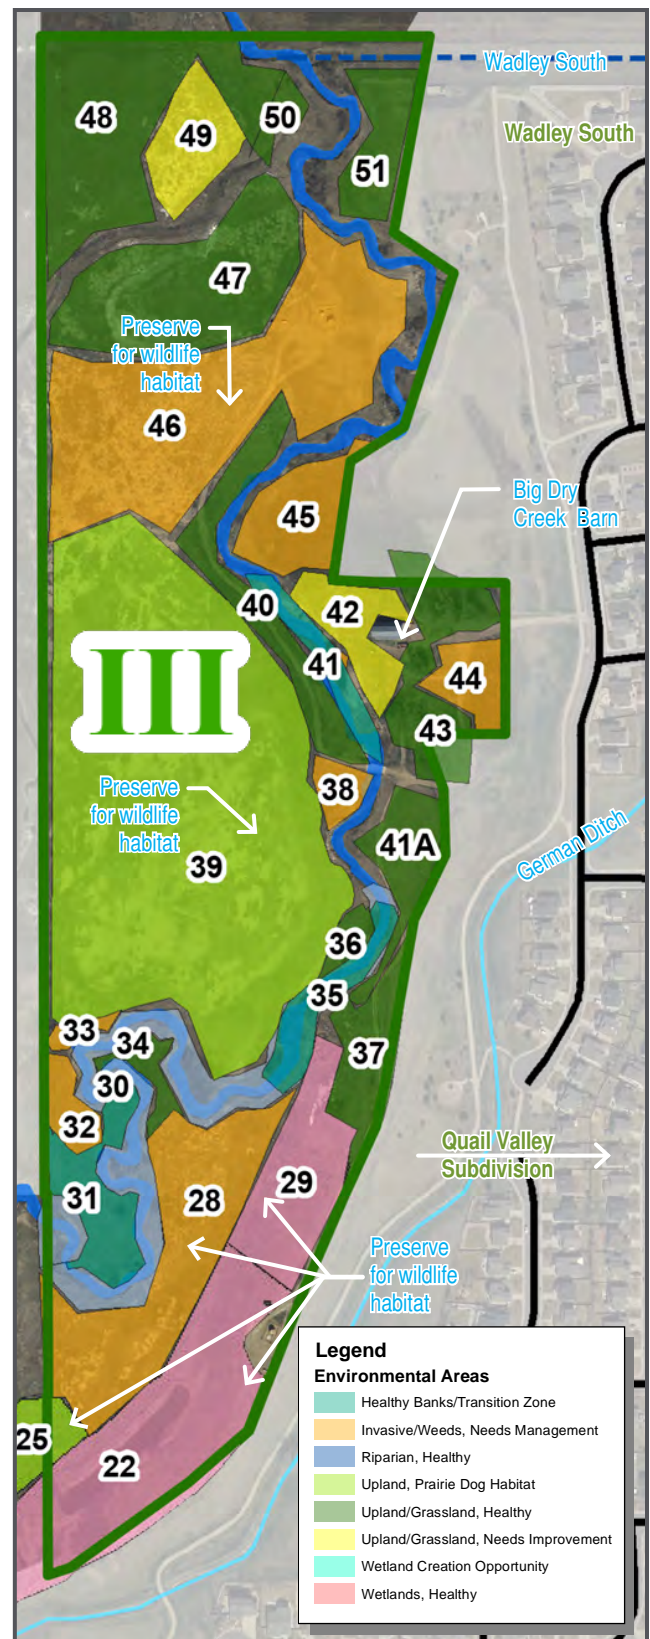 Wadley South
Wadley South
48
49
50
51
47
Preserve
for wildlife
habitat
46
45
Big Dry
Creek Barn
40
42
41
44
43
III
38
Preserve
for wildlife
habitat
39
41A
German Ditch
36
35
33
34
37
30
32
Quail Valley
Subdivision
31
28
29
Preserve
for wildlife
habitat
25
22
Legend
Environmental Areas
Healthy Banks/Transition Zone
Invasive/Weeds, Needs Management
Riparian, Healthy
Upland, Prairie Dog Habitat
Upland/Grassland, Healthy
Upland/Grassland, Needs Improvement
Wetland Creation Opportunity
Wetlands, Healthy